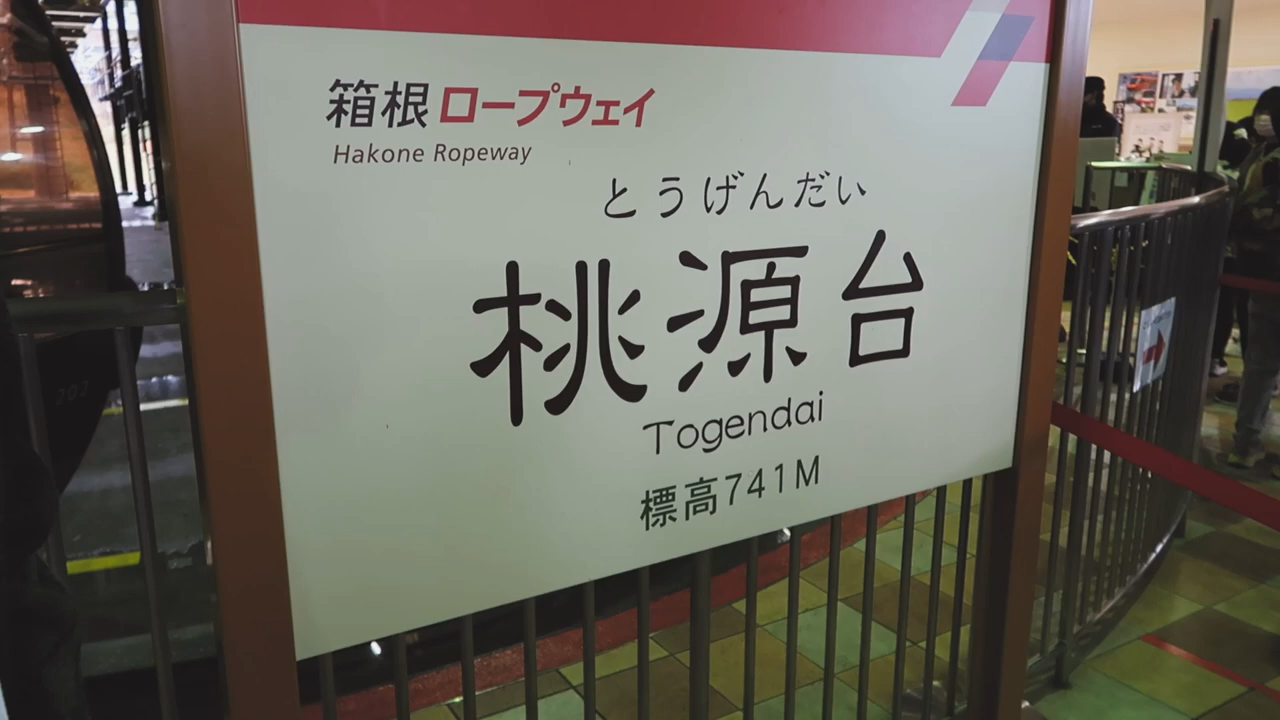 箱根ロープウェイ
Hakone Ropeway
とうげんだい
桃源台
Togendai
標高741M